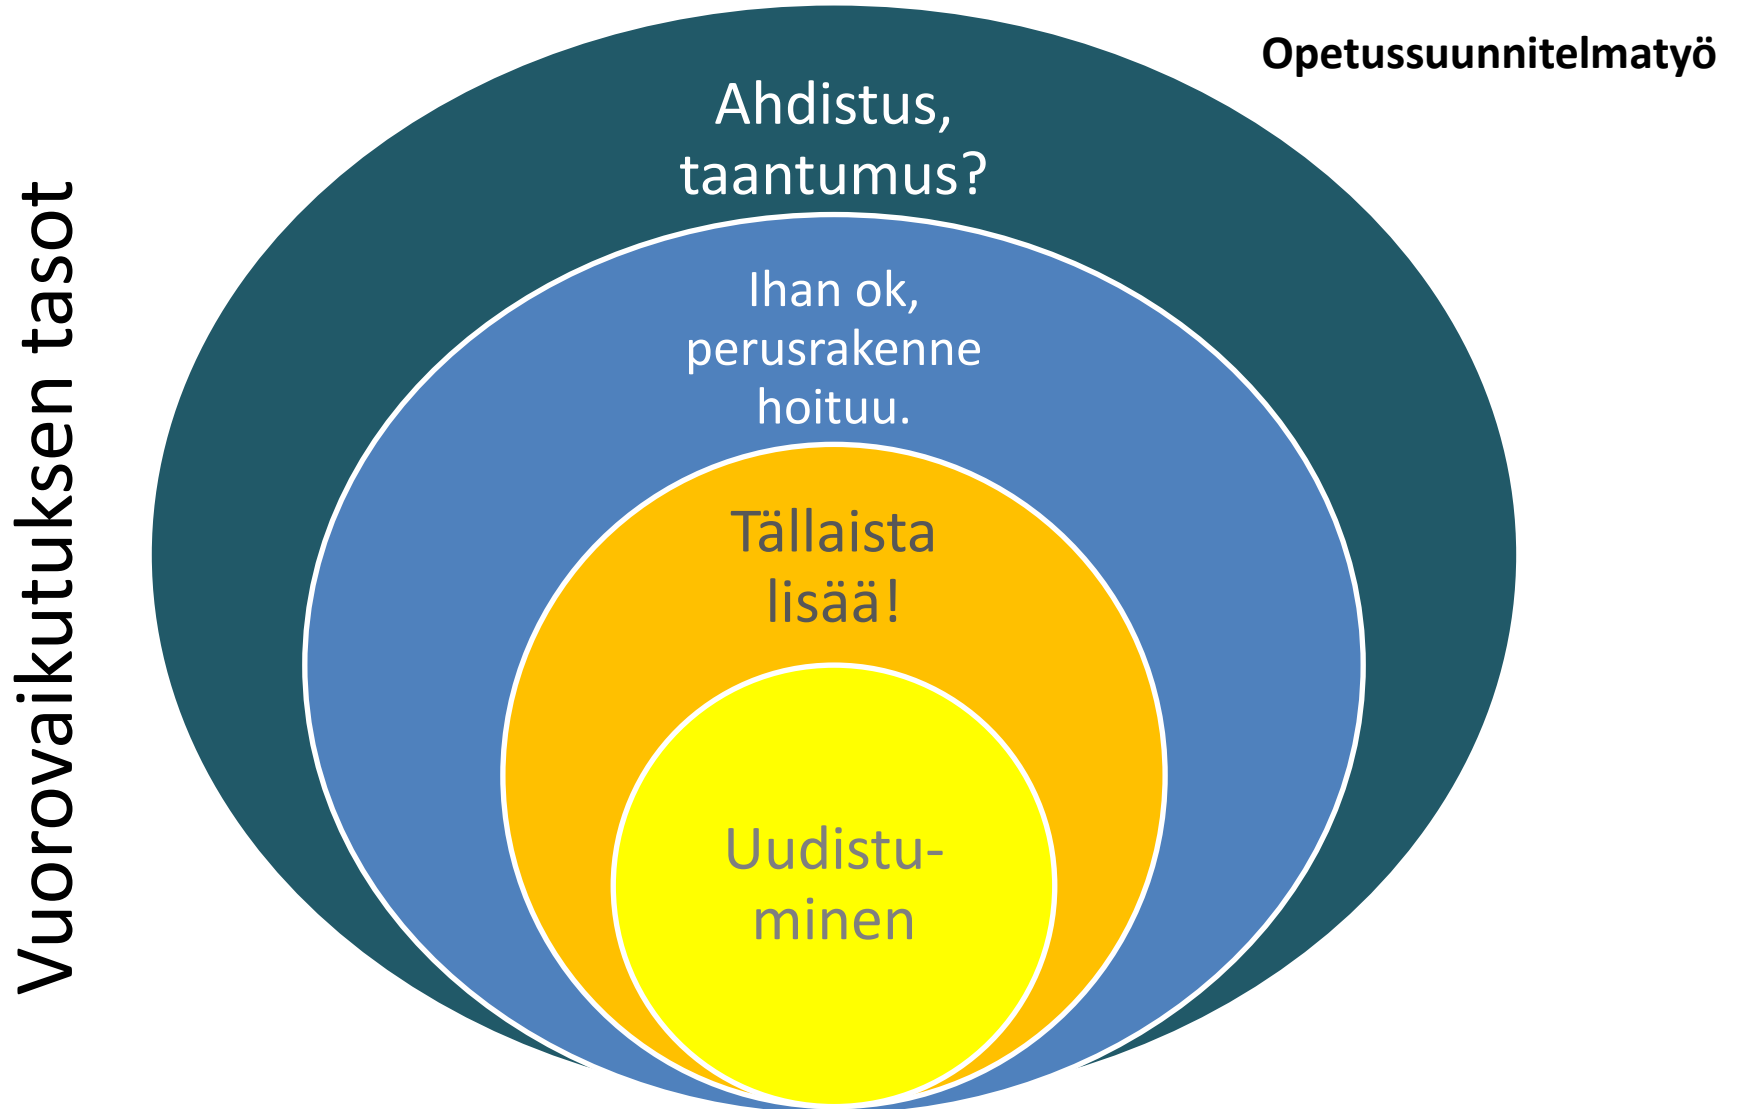 Opetussuunnitelmatyö
Vuorovaikutuksen tasot
Ahdistus,
taantumus?
Ihan ok,
perusrakenne
hoituu.
Tällaista
lisää!
Uudistu-
minen